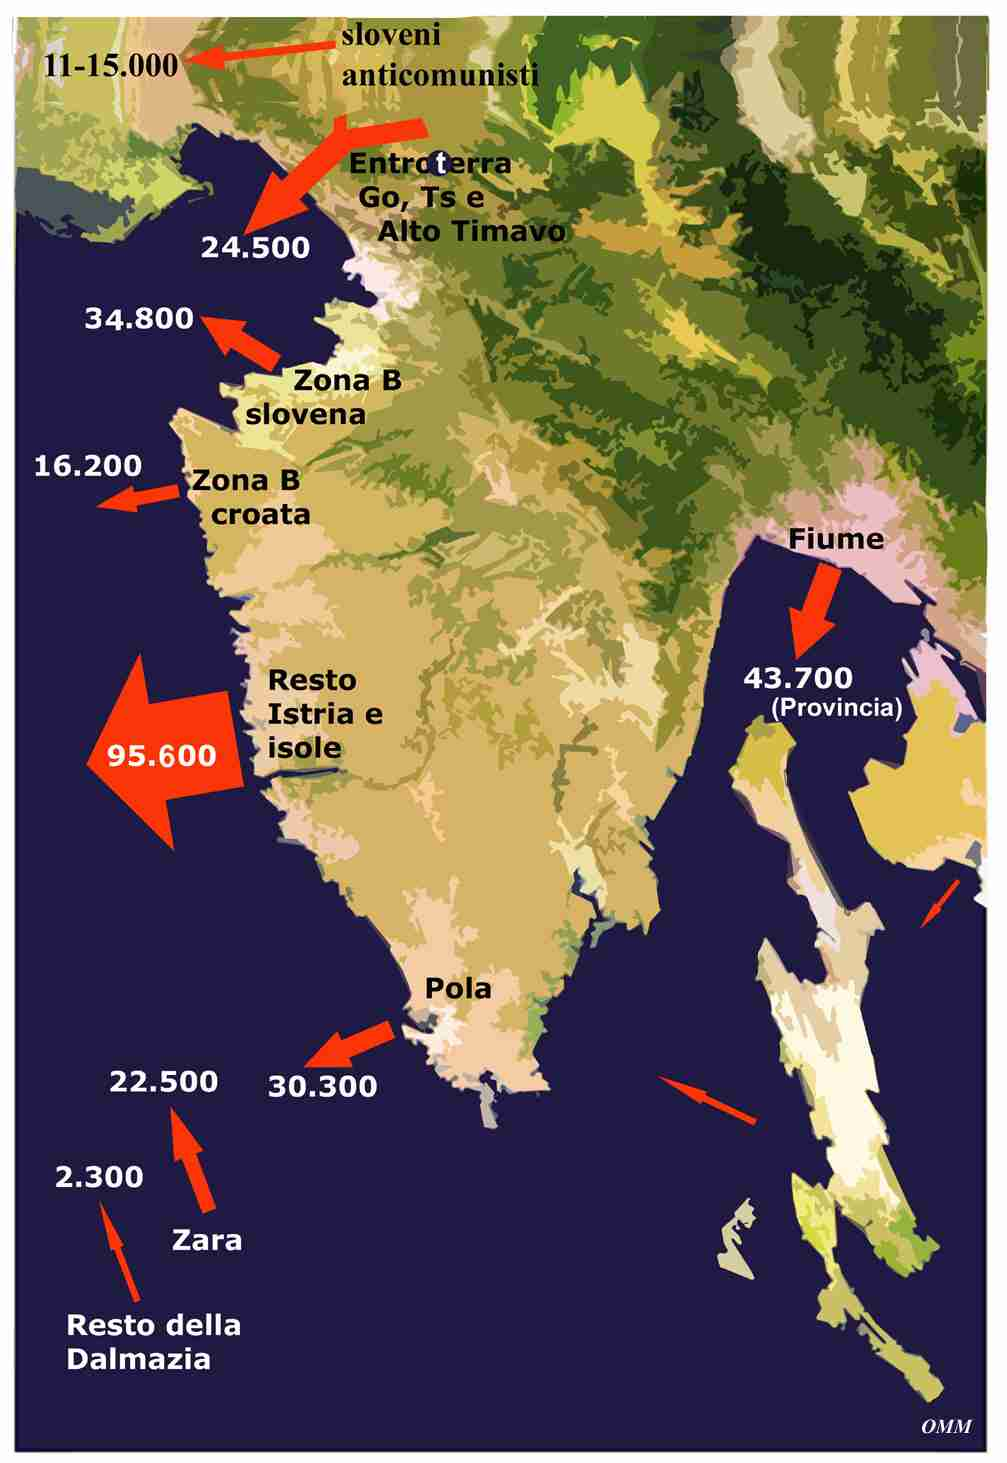 sloveni
anticomunisti
11-15.000
Entroterra
Go, Ts e
Alto Timavo
24.500
34.800
Zona B
slovena
16.200
Zona B
croata
Fiume
43.700
(Provincia)
Resto
Istria e
isole
95.600
Pola
30.300
22.500
2.300
Zara
Resto della
Dalmazia
OMM